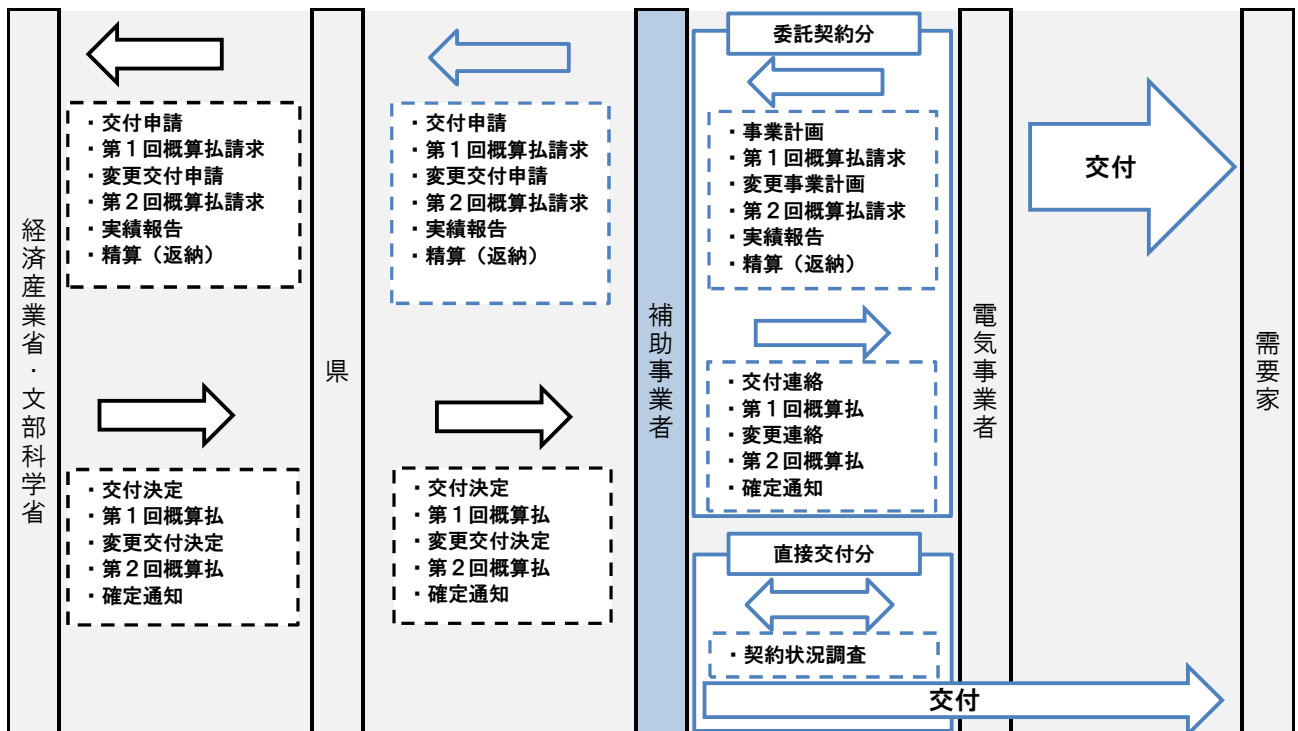 経済産業省・文部科学省
・交付申請
・第１回概算払請求
・変更交付申請
・第２回概算払請求
・実績報告
・精算（返納）
・交付決定
・第１回概算払
・変更交付決定
・第２回概算払
・確定通知
県
・交付申請
・第１回概算払請求
・変更交付申請
・第２回概算払請求
・実績報告
・精算（返納）
・交付決定
・第１回概算払
・変更交付決定
・第２回概算払
・確定通知
補助事業者
委託契約分
・事業計画
・第１回概算払請求
・変更事業計画
・第２回概算払請求
・実績報告
・精算（返納）
・交付連絡
・第１回概算払
・変更連絡
・第２回概算払
・確定通知
直接交付分
・契約状況調査
交付
電気事業者
交付
需要家